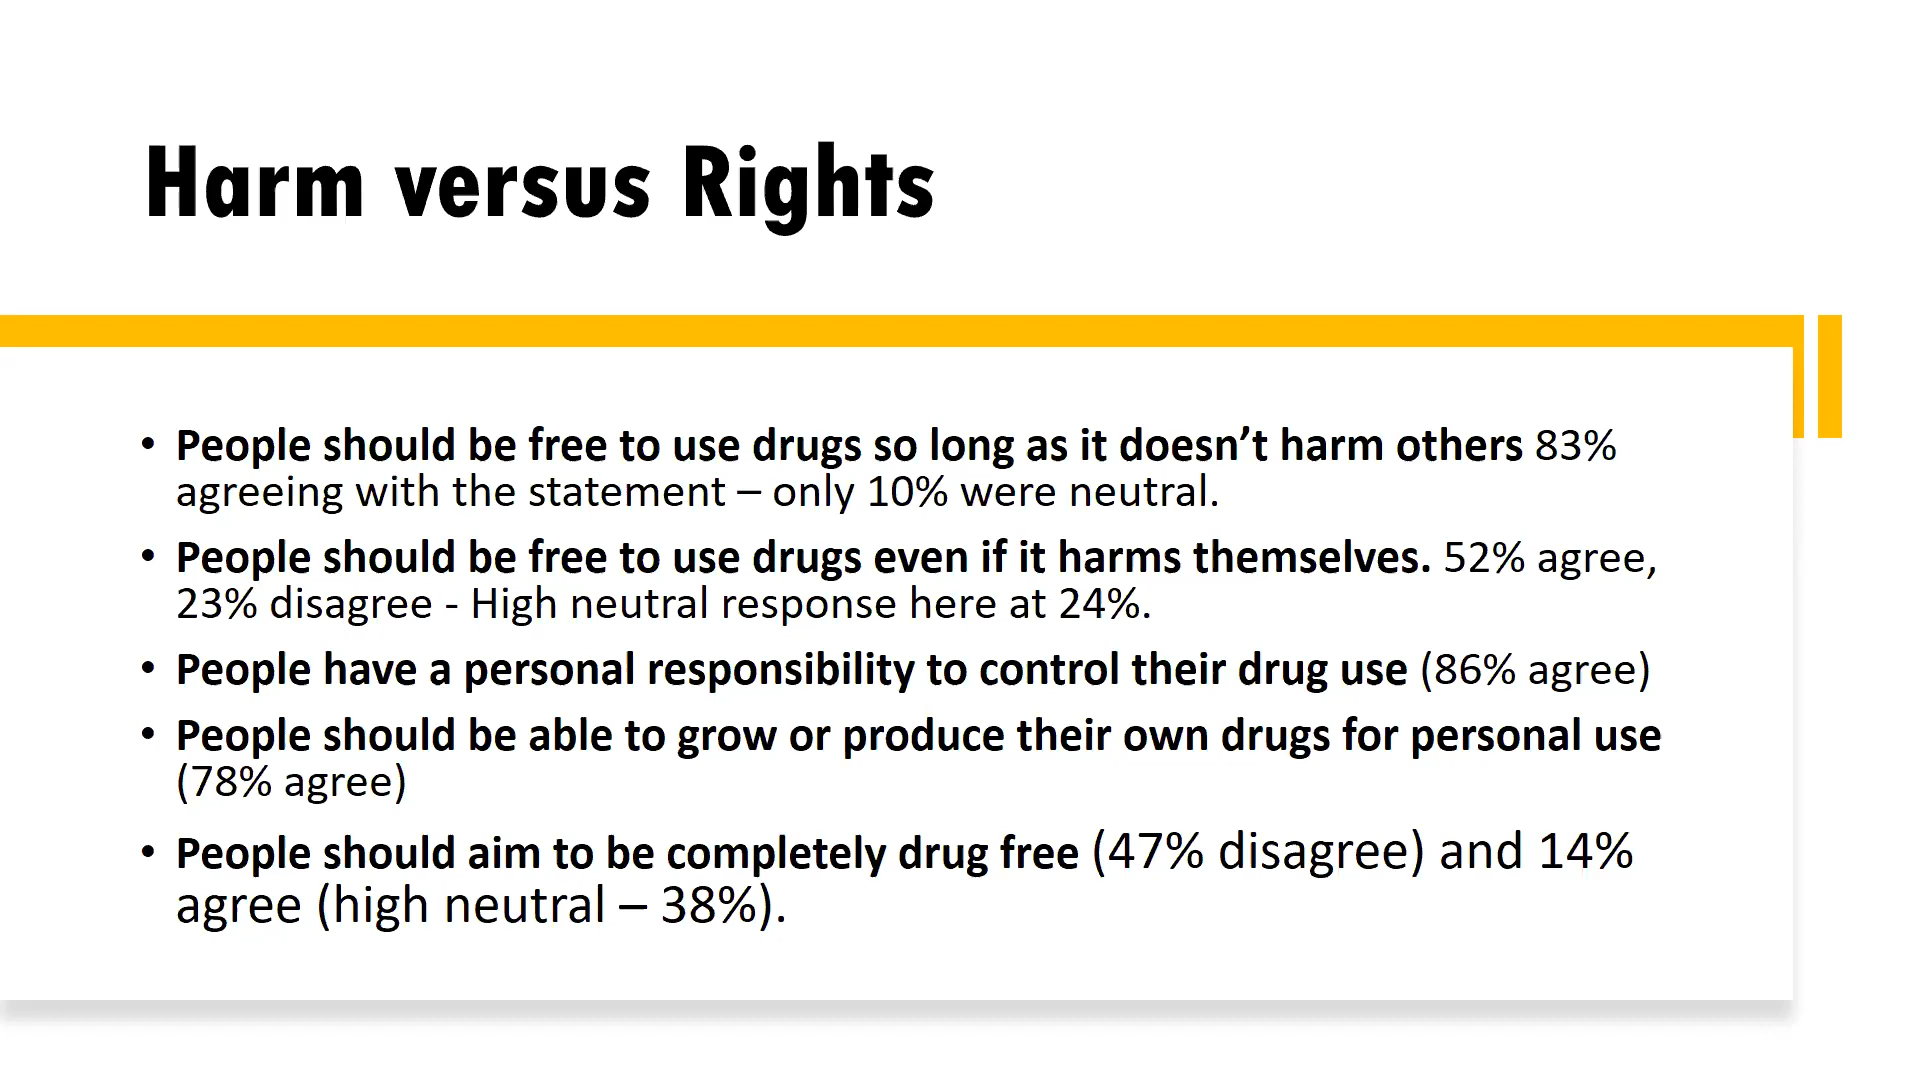 Harm versus Rights
• People should be free to use drugs so long as it doesn’t harm others 83%
agreeing with the statement – only 10% were neutral.
• People should be free to use drugs even if it harms themselves. 52% agree,
23% disagree - High neutral response here at 24%.
• People have a personal responsibility to control their drug use (86% agree)
• People should be able to grow or produce their own drugs for personal use
(78% agree)
• People should aim to be completely drug free (47% disagree) and 14%
agree (high neutral – 38%).